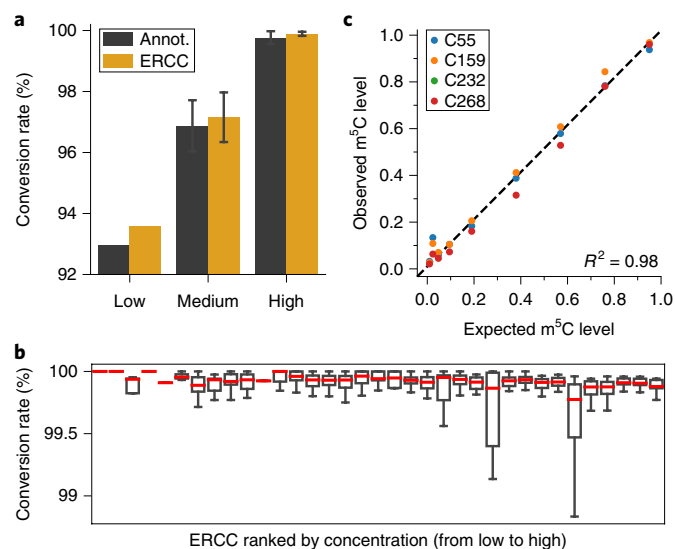 a
Conversion rate (%)
100
98
96
94
92
Annot.
ERCC
Low
Medium
High
c
Observed m⁵C level
1.0
0.8
0.6
0.4
0.2
0.0
C55
C159
C232
C268
R² = 0.98
0.0
0.2
0.4
0.6
0.8
1.0
Expected m⁵C level
b
Conversion rate (%)
100
99.5
99
ERCC ranked by concentration (from low to high)